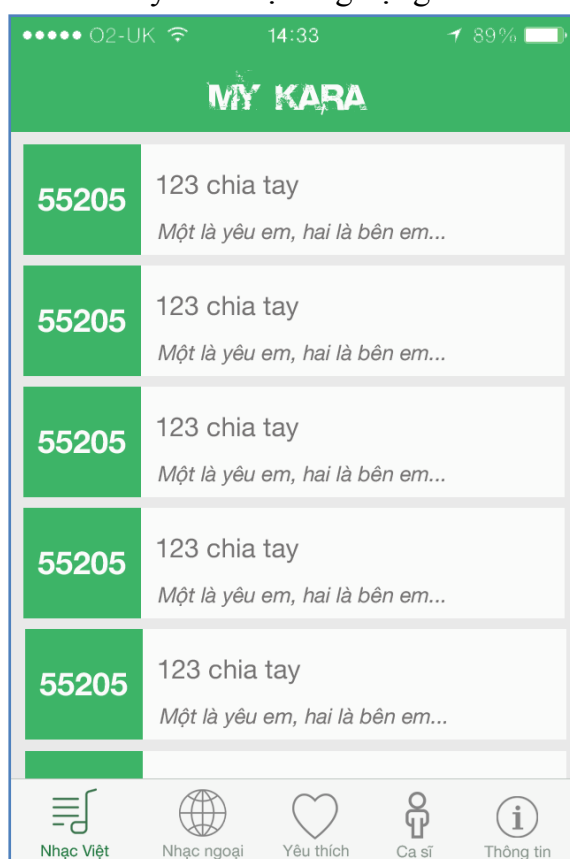 O2-UK 14:33 89%
MY KARA
55205 123 chia tay
Một là yêu em, hai là bên em...
55205 123 chia tay
Một là yêu em, hai là bên em...
55205 123 chia tay
Một là yêu em, hai là bên em...
55205 123 chia tay
Một là yêu em, hai là bên em...
55205 123 chia tay
Một là yêu em, hai là bên em...
Nhạc Việt Nhạc ngoại Yêu thích Ca sĩ Thông tin